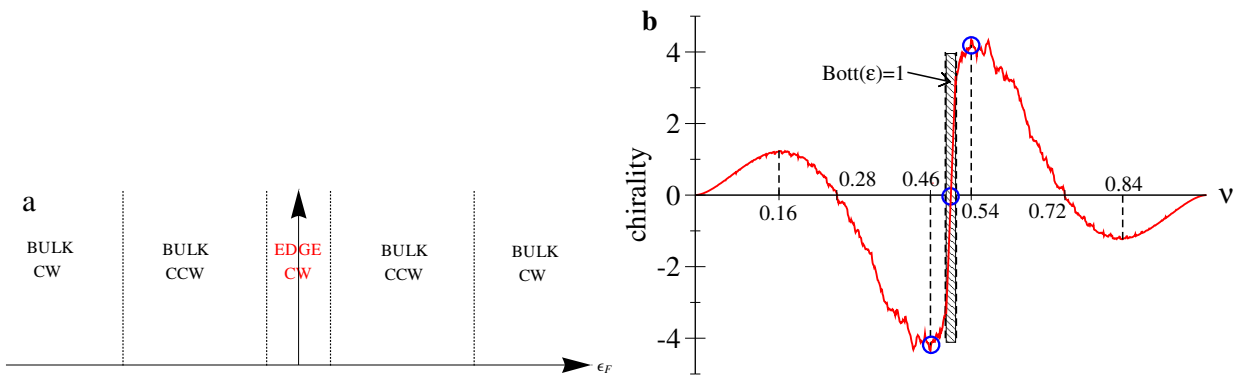 a
BULK
CW
BULK
CCW
EDGE
CW
BULK
CCW
BULK
CW
ϵF
b
chirality
4
2
0
-2
-4
Bott(ε)=1
0.16
0.28
0.46
0.54
0.72
0.84
ν